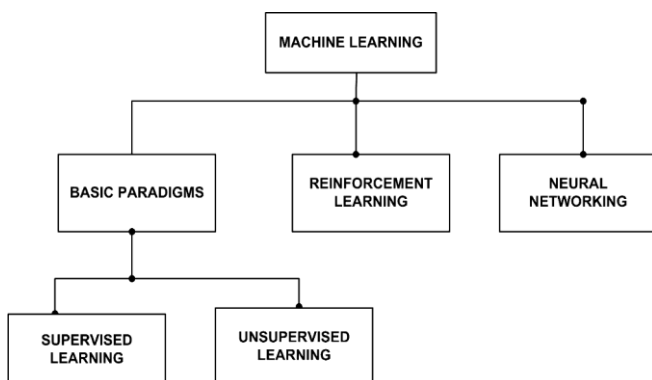 MACHINE LEARNING
BASIC PARADIGMS
REINFORCEMENT
LEARNING
NEURAL
NETWORKING
SUPERVISED
LEARNING
UNSUPERVISED
LEARNING